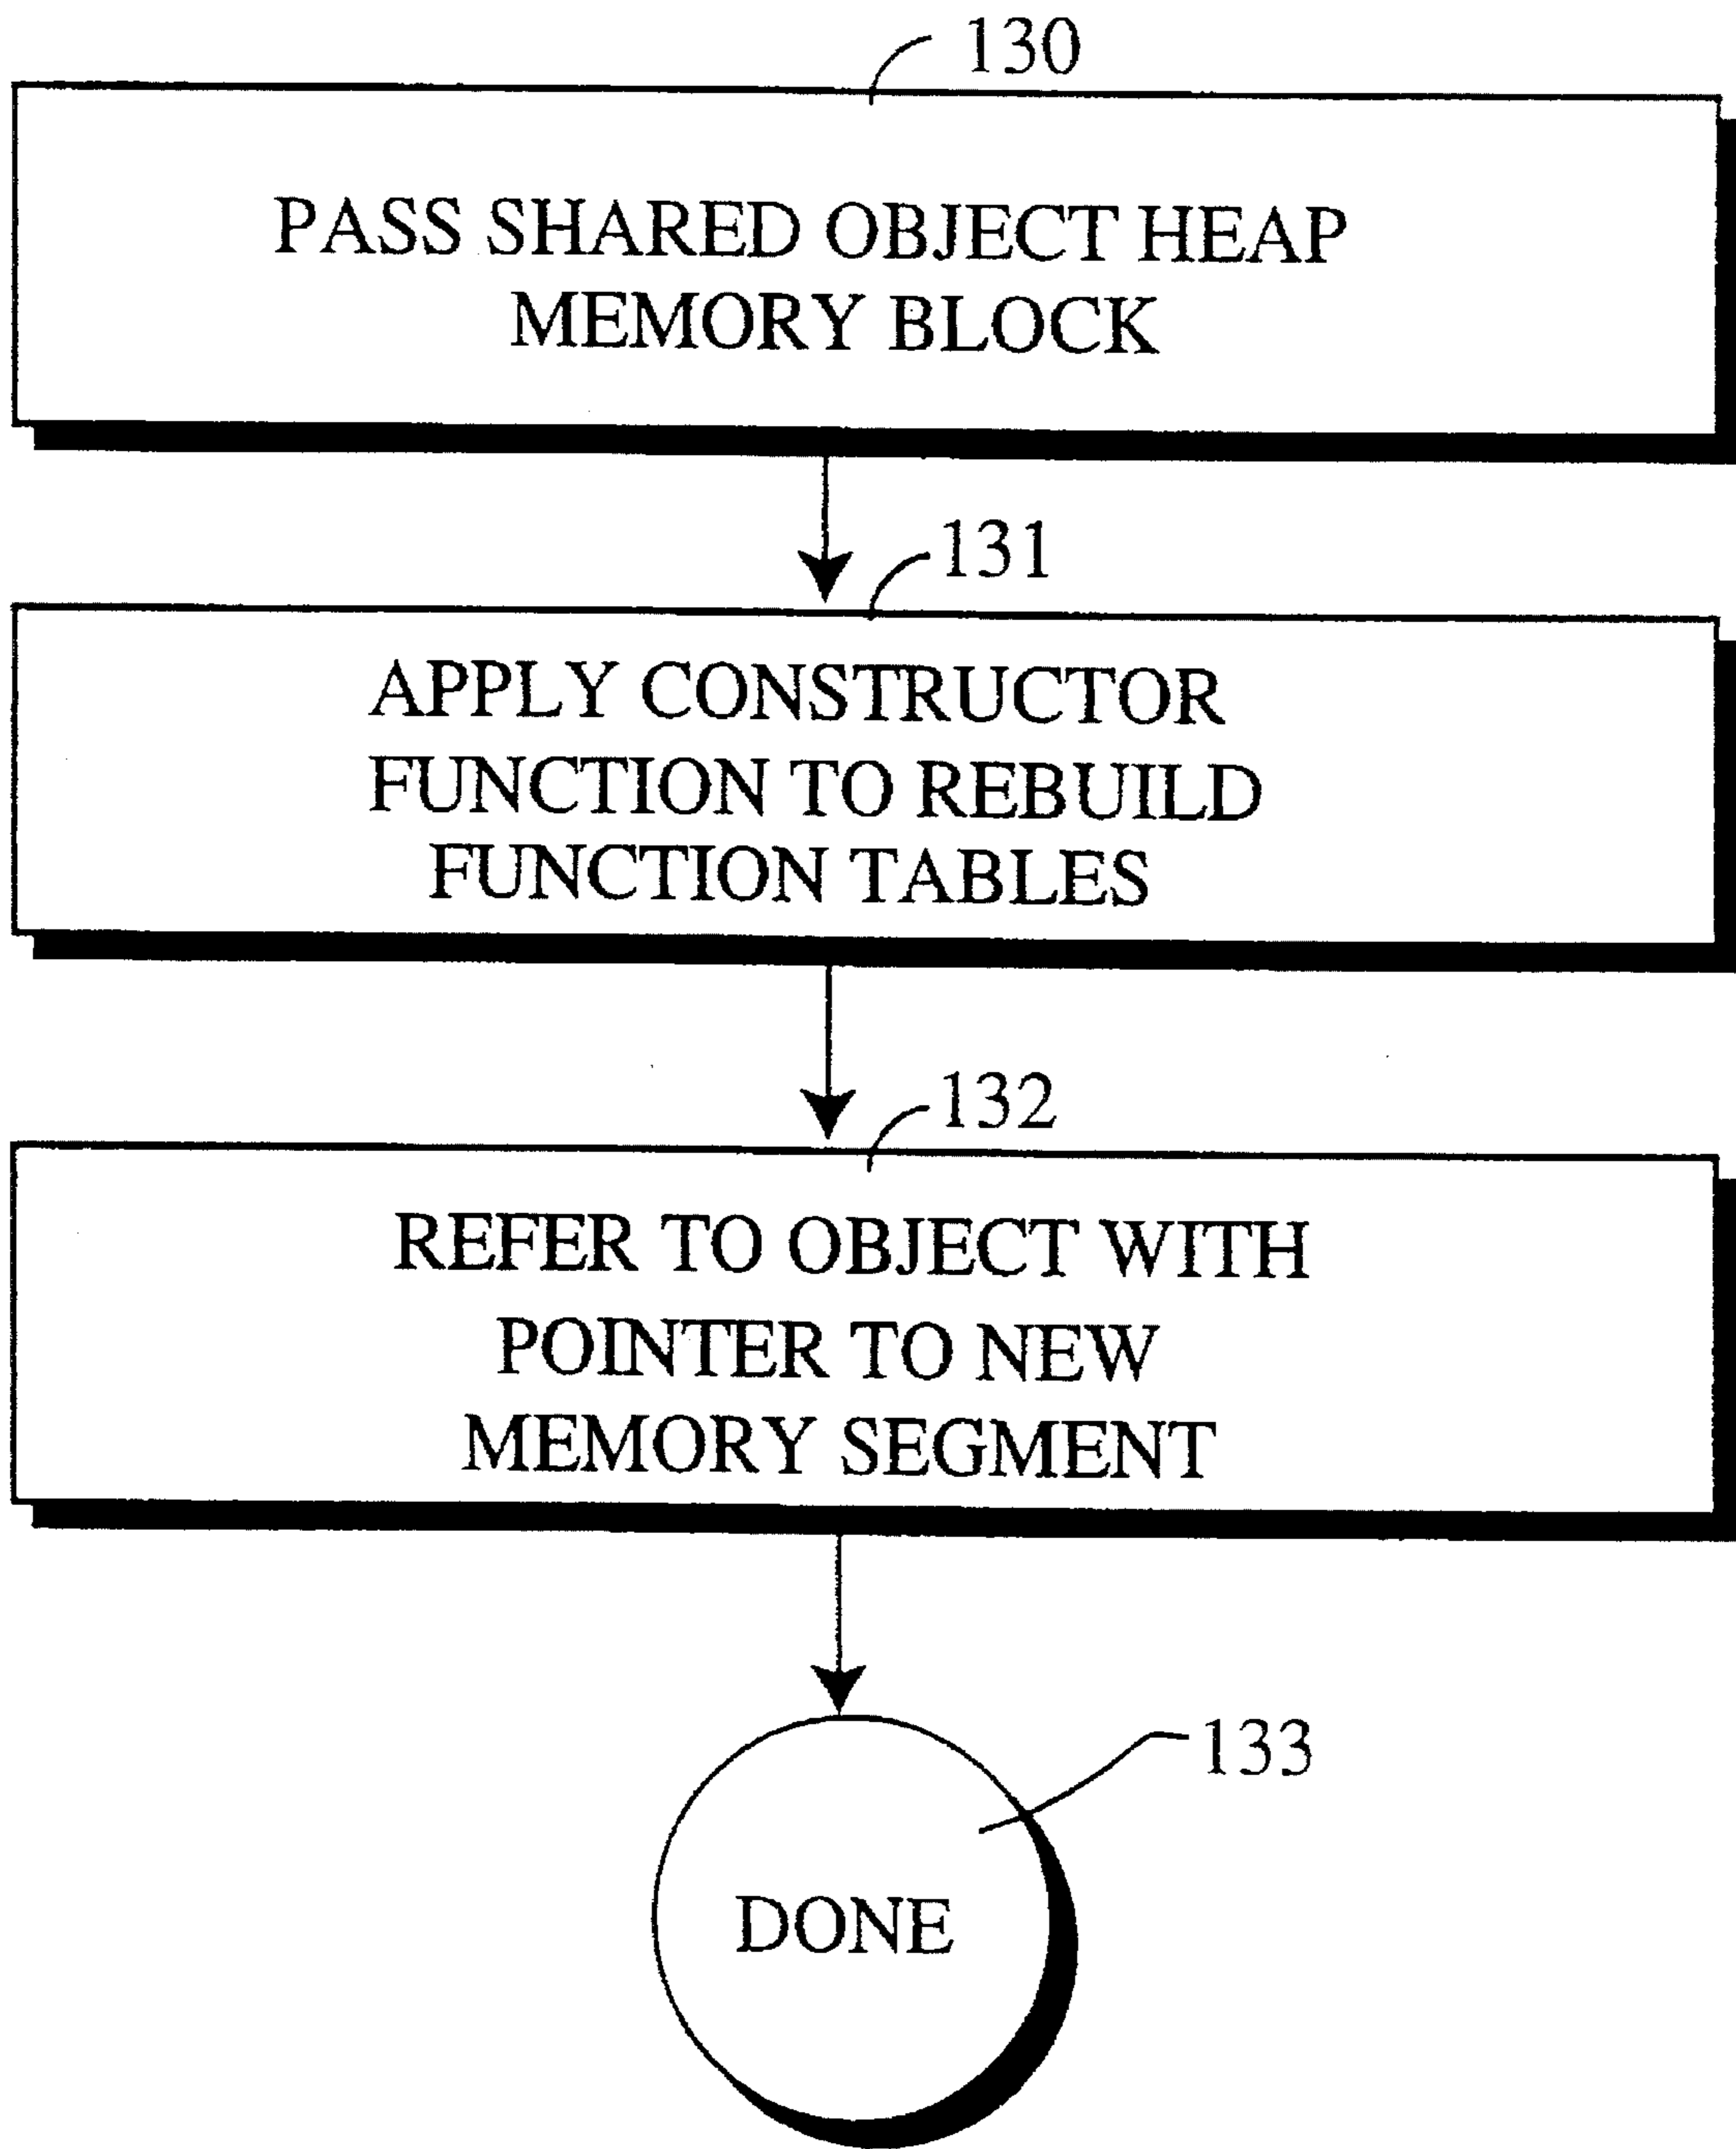 130
PASS SHARED OBJECT HEAP
MEMORY BLOCK
131
APPLY CONSTRUCTOR
FUNCTION TO REBUILD
FUNCTION TABLES
132
REFER TO OBJECT WITH
POINTER TO NEW
MEMORY SEGMENT
133
DONE